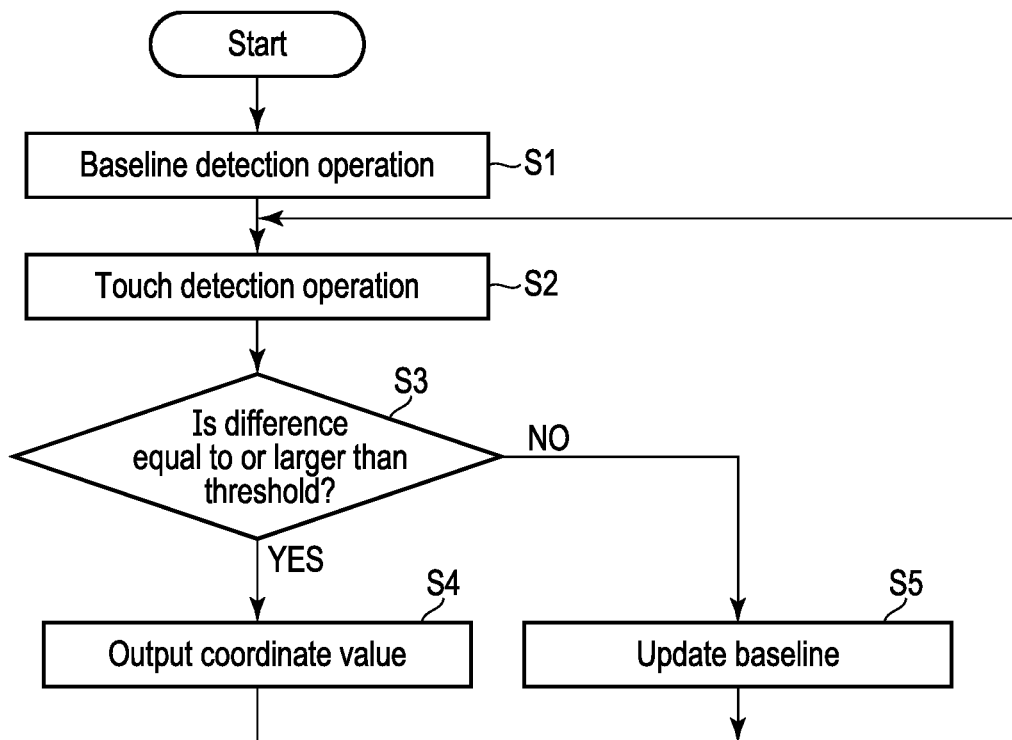 Start
Baseline detection operation
S1
Touch detection operation
S2
S3
Is difference
equal to or larger than
threshold?
NO
YES
S4
Output coordinate value
S5
Update baseline